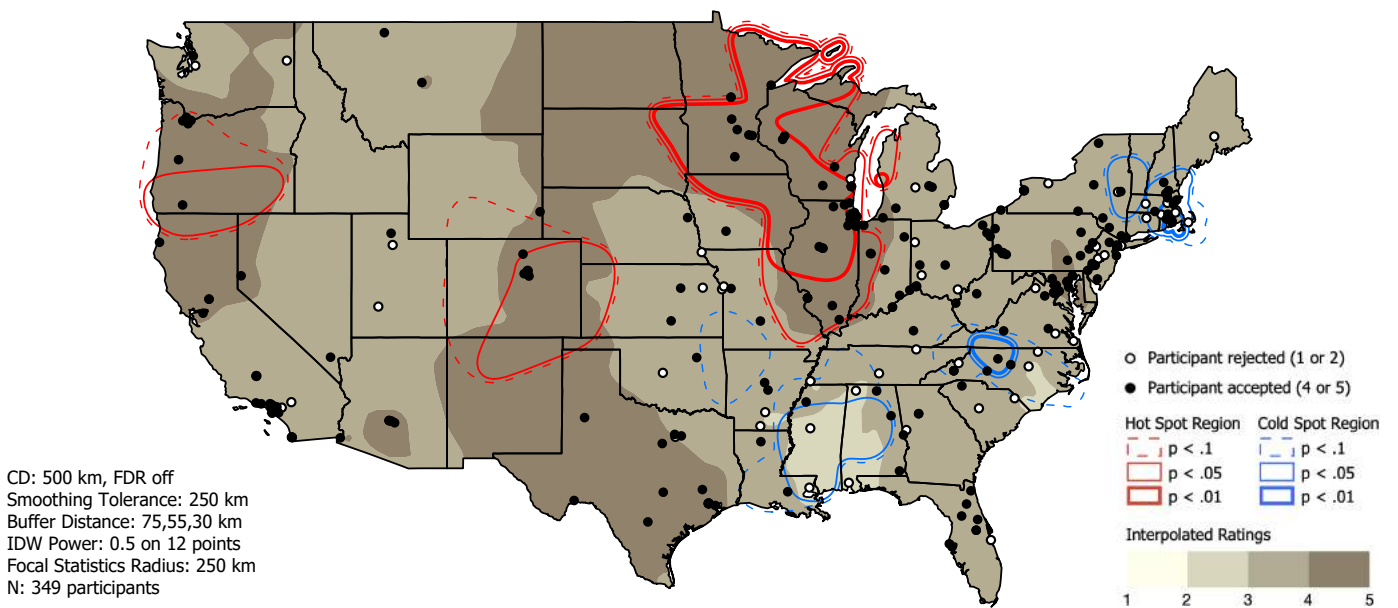 CD: 500 km, FDR off
Smoothing Tolerance: 250 km
Buffer Distance: 75,55,30 km
IDW Power: 0.5 on 12 points
Focal Statistics Radius: 250 km
N: 349 participants
Participant rejected (1 or 2)
Participant accepted (4 or 5)
Hot Spot Region Cold Spot Region
p < .1 p < .1
p < .05 p < .05
p < .01 p < .01
Interpolated Ratings
1 2 3 4 5